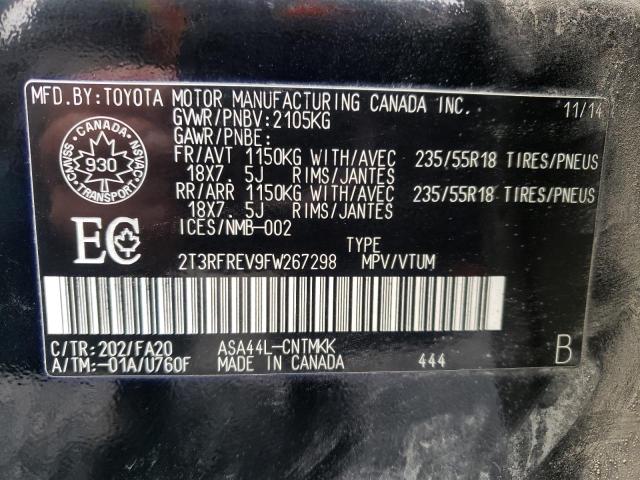 MFD.BY:TOYOTA MOTOR MANUFACTURING CANADA INC. 11/14
GVWR/PNBV:2105KG
GAWR/PNBE:
FR/AVT 1150KG WITH/AVEC 235/55R18 TIRES/PNEUS
18X7.5J RIMS/JANTES
RR/ARR 1150KG WITH/AVEC 235/55R18 TIRES/PNEUS
18X7.5J RIMS/JANTES
ICES/NMB-002
CANADA
CMVSS 930 NSVAC
TRANSPORT
EC
TYPE
2T3RFREV9FW267298 MPV/VTUM
C/TR:202/FA20 ASA44L-CNTMKK
A/TM:-01A/U760F MADE IN CANADA 444 B